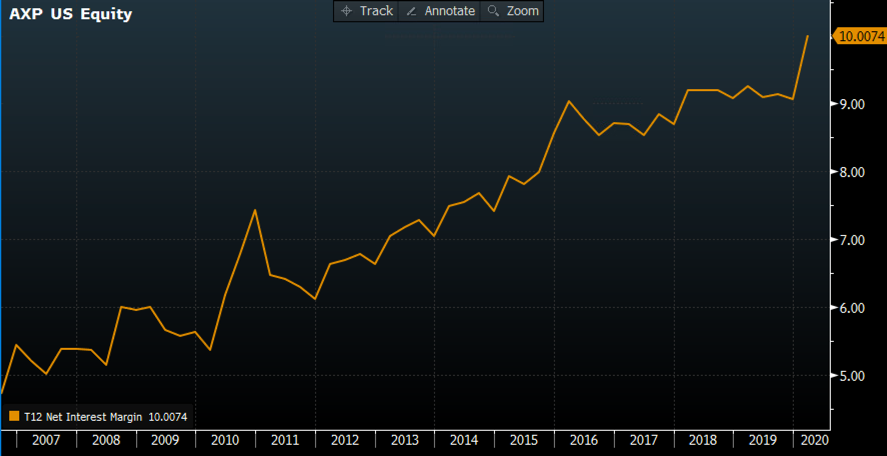 AXP US Equity
Track Annotate Zoom
10.0074
9.00
8.00
7.00
6.00
5.00
T12 Net Interest Margin 10.0074
2007 2008 2009 2010 2011 2012 2013 2014 2015 2016 2017 2018 2019 2020